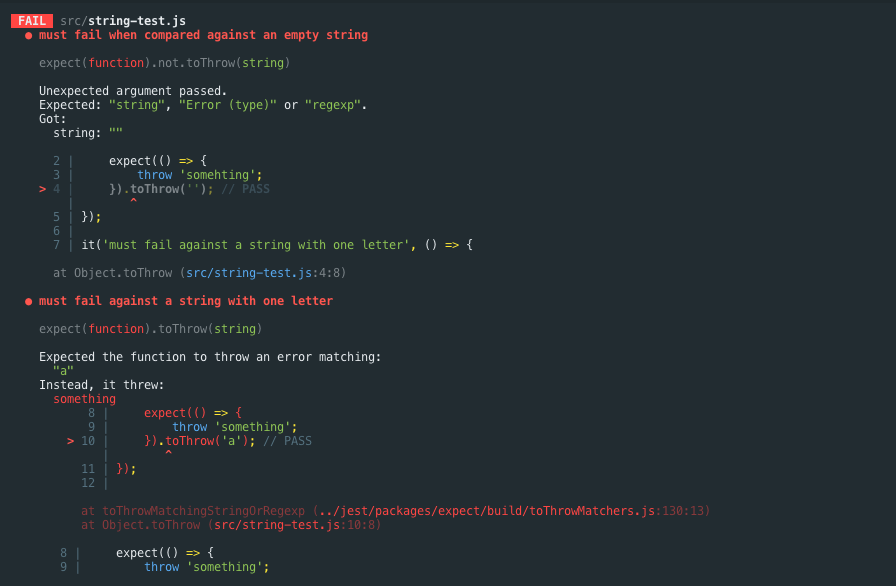 FAIL src/string-test.js
● must fail when compared against an empty string
expect(function).not.toThrow(string)
Unexpected argument passed.
Expected: "string", "Error (type)" or "regexp".
Got:
string: ""
2 | expect(() => {
3 | throw 'somehting';
> 4 | }).toThrow(''); // PASS
| ^
5 | });
6 |
7 | it('must fail against a string with one letter', () => {
at Object.toThrow (src/string-test.js:4:8)
● must fail against a string with one letter
expect(function).toThrow(string)
Expected the function to throw an error matching:
"a"
Instead, it threw:
something
8 | expect(() => {
9 | throw 'something';
> 10 | }).toThrow('a'); // PASS
| ^
11 | });
12 |
at toThrowMatchingStringOrRegexp (../jest/packages/expect/build/toThrowMatchers.js:130:13)
at Object.toThrow (src/string-test.js:10:8)
8 | expect(() => {
9 | throw 'something';